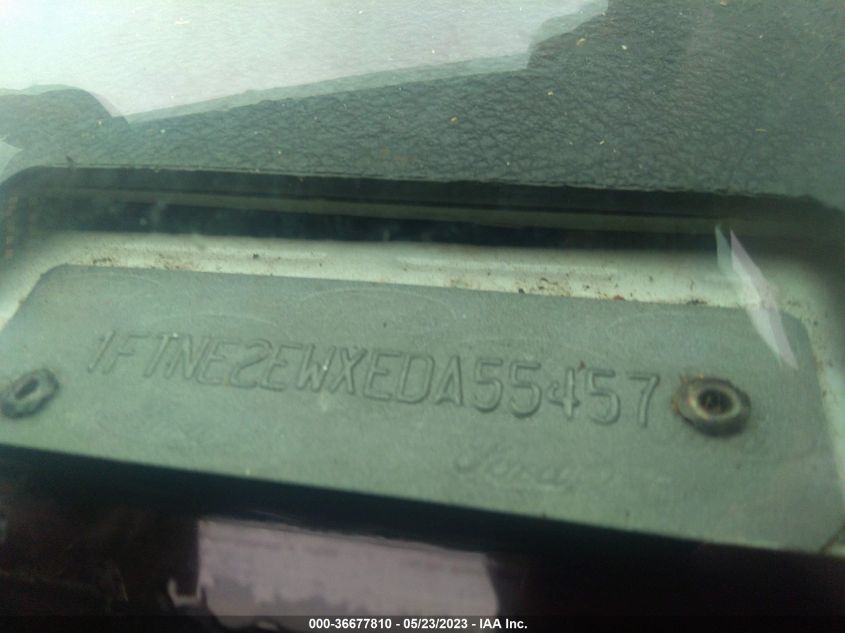 1FTNE2EWXEDA55457
000-36677810 - 05/23/2023 - IAA Inc.